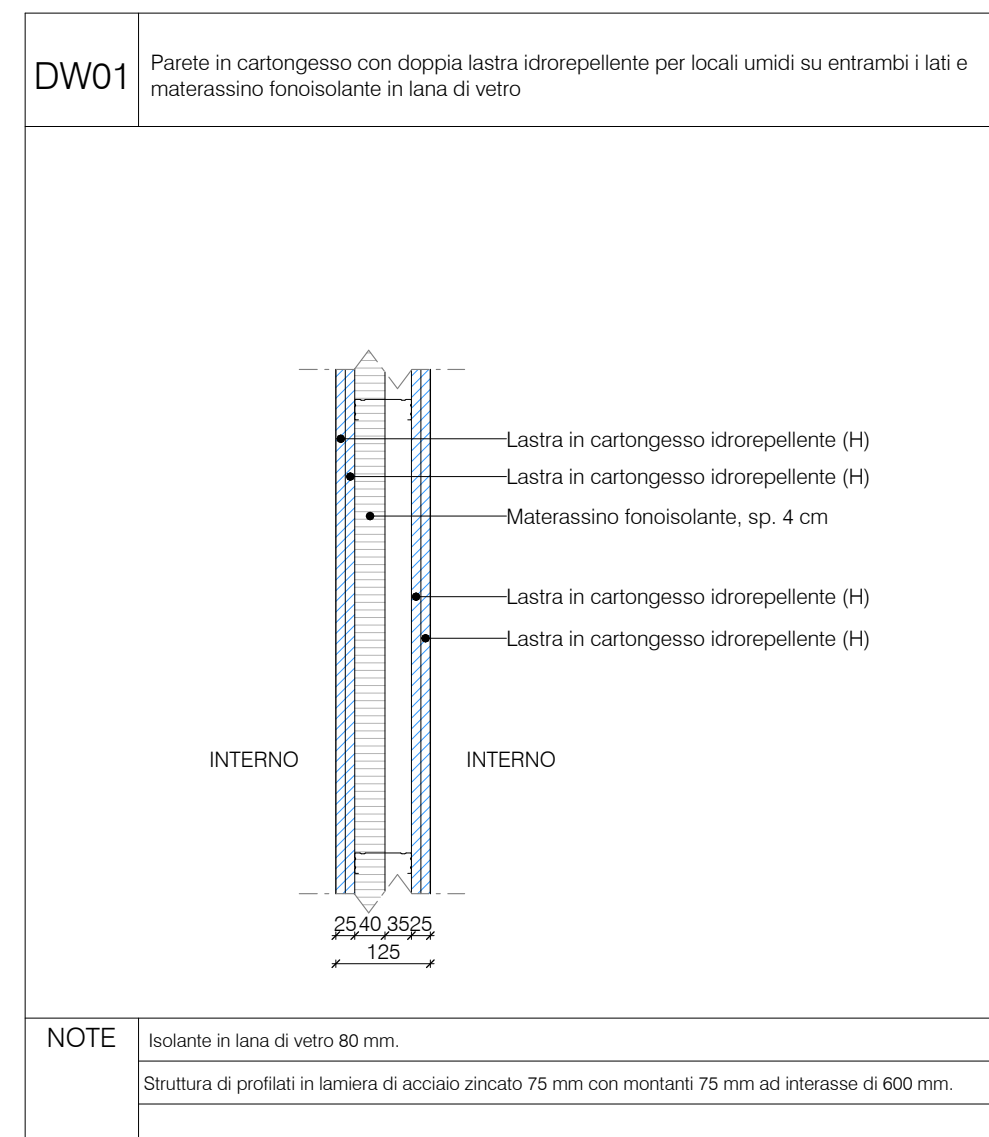 DW01
Parete in cartongesso con doppia lastra idrorepellente per locali umidi su entrambi i lati e
materassino fonoisolante in lana di vetro
Lastra in cartongesso idrorepellente (H)
Lastra in cartongesso idrorepellente (H)
Materassino fonoisolante, sp. 4 cm
Lastra in cartongesso idrorepellente (H)
Lastra in cartongesso idrorepellente (H)
INTERNO INTERNO
25 40 35 25
125
NOTE
Isolante in lana di vetro 80 mm.
Struttura di profilati in lamiera di acciaio zincato 75 mm con montanti 75 mm ad interasse di 600 mm.